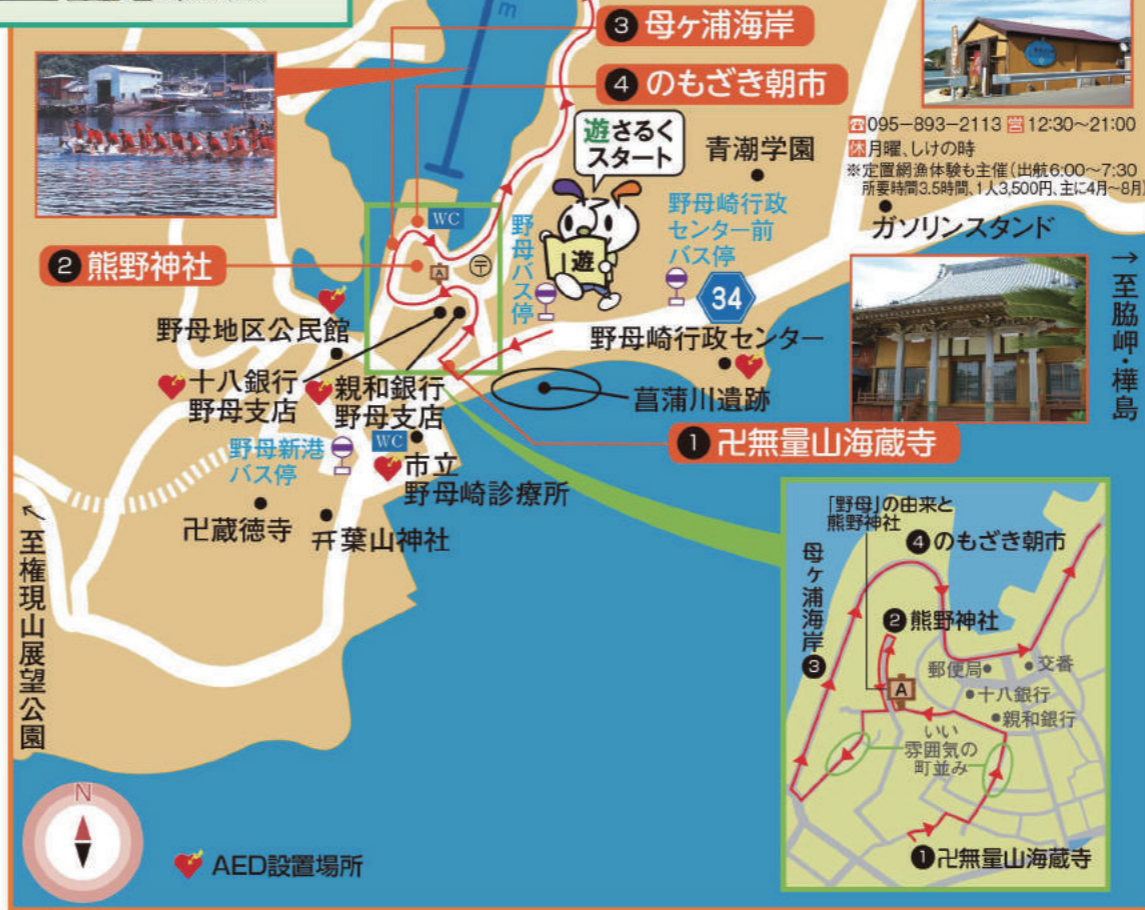 m
❸ 母ヶ浦海岸
❹ のもざき朝市
遊さるく
スタート
遊
青潮学園
☎095-893-2113 営12:30~21:00
休月曜、しけの時
※定置網漁体験も主催(出航6:00~7:30
所要時間3.5時間、1人3,500円、主に4月~8月)
ガソリンスタンド
WC
野母バス停
野母崎行政
センター前
バス停
34
❷ 熊野神社
A
〒
野母地区公民館
野母崎行政センター
→至脇岬・樺島
十八銀行
野母支店
親和銀行
野母支店
菖蒲川遺跡
❶ 卍無量山海蔵寺
野母新港
バス停
WC
市立
野母崎診療所
卍蔵徳寺
葉山神社
←至権現山展望公園
「野母」の由来と
熊野神社
❹のもざき朝市
母ヶ浦海岸❸
❷熊野神社
郵便局
交番
A
十八銀行
親和銀行
いい
雰囲気の
町並み
❶卍無量山海蔵寺
N
AED設置場所